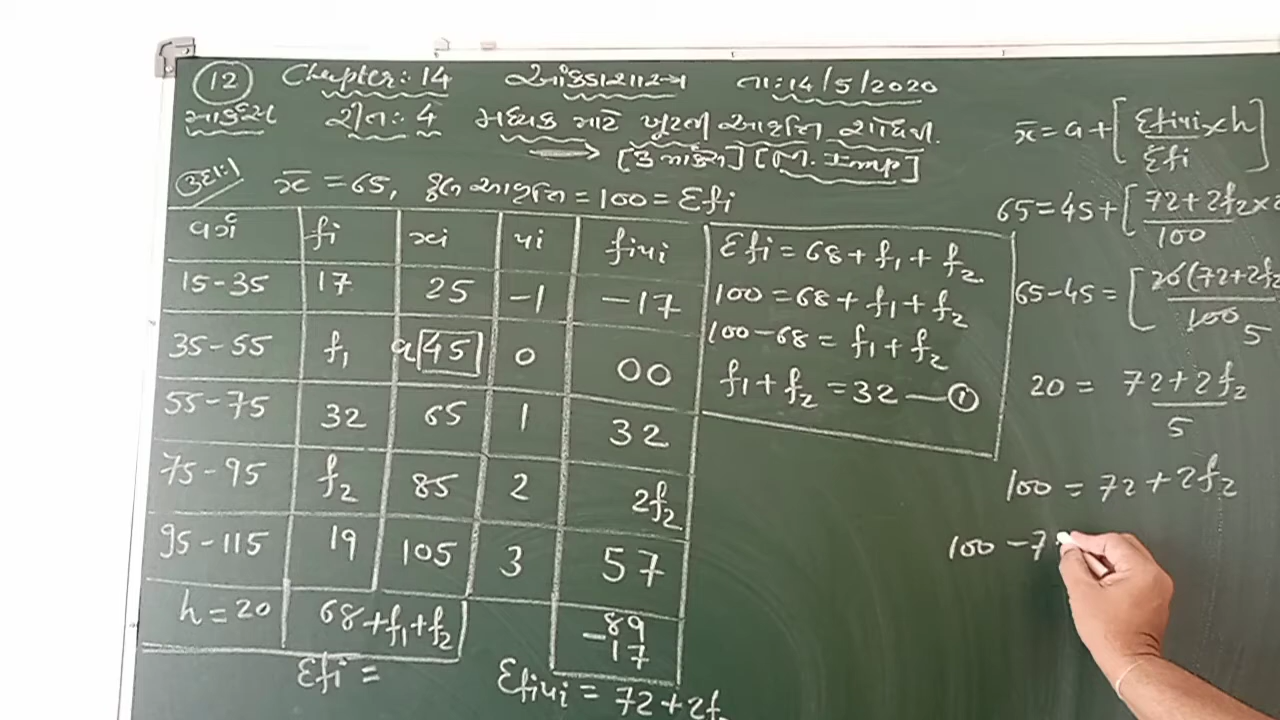 12 Chapter:14 આંકડાશાસ્ત્ર તા:14/5/2020
માર્ક્સ રીત:4 મધ્યક માટે ખૂટતી આવૃત્તિ શોધવી.
→ [3 માર્ક્સ] [M. Imp]
ઉદા:1 x̄ = 65, કુલ આવૃત્તિ = 100 = Σfi
વર્ગ fi xi ui fiui
15-35 17 25 -1 -17
35-55 f₁ a[45] 0 00
55-75 32 65 1 32
75-95 f₂ 85 2 2f₂
95-115 19 105 3 57
h=20 68+f₁+f₂ 89
-17
Σfi = Σfiui = 72+2f₂
Σfi = 68+f₁+f₂
100 = 68+f₁+f₂
100-68 = f₁+f₂
f₁+f₂ = 32 — ①
x̄ = a + [Σfiui/Σfi × h]
65 = 45 + [72+2f₂/100 ×
65-45 = [20(72+2f₂/100
5
20 = 72+2f₂/5
100 = 72+2f₂
100-7